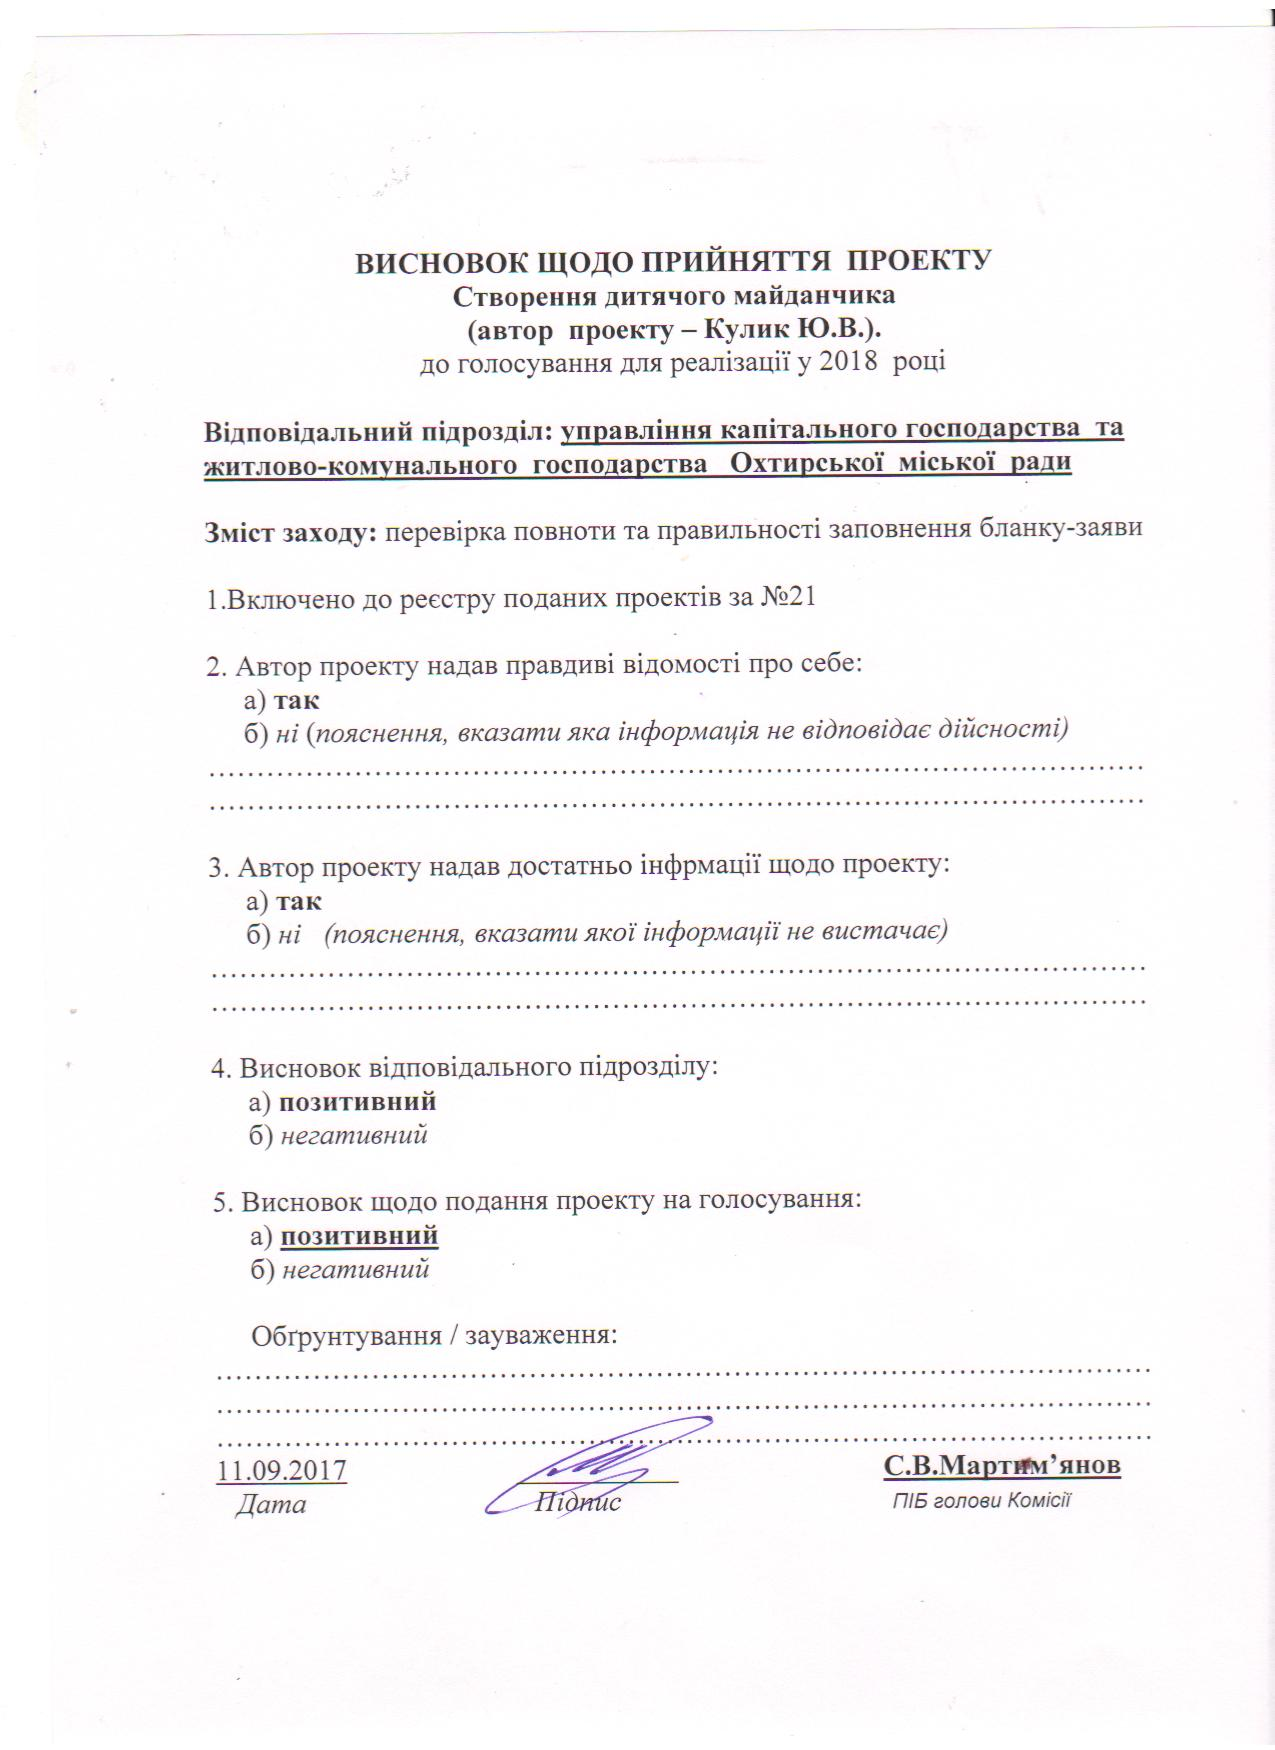 ВИСНОВОК ЩОДО ПРИЙНЯТТЯ ПРОЕКТУ
Створення дитячого майданчика
(автор проекту – Кулик Ю.В.).
до голосування для реалізації у 2018 році
Відповідальний підрозділ: управління капітального господарства та
житлово-комунального господарства Охтирської міської ради
Зміст заходу: перевірка повноти та правильності заповнення бланку-заяви
1.Включено до реєстру поданих проектів за №21
2. Автор проекту надав правдиві відомості про себе:
а) так
б) ні (пояснення, вказати яка інформація не відповідає дійсності)
……………………………………………………………………………………
……………………………………………………………………………………
3. Автор проекту надав достатньо інфрмації щодо проекту:
а) так
б) ні (пояснення, вказати якої інформації не вистачає)
……………………………………………………………………………………
……………………………………………………………………………………
4. Висновок відповідального підрозділу:
а) позитивний
б) негативний
5. Висновок щодо подання проекту на голосування:
а) позитивний
б) негативний
Обґрунтування / зауваження:
……………………………………………………………………………………
……………………………………………………………………………………
……………………………………………………………………………………
11.09.2017 ___________ С.В.Мартим’янов
Дата Підпис ПІБ голови Комісії